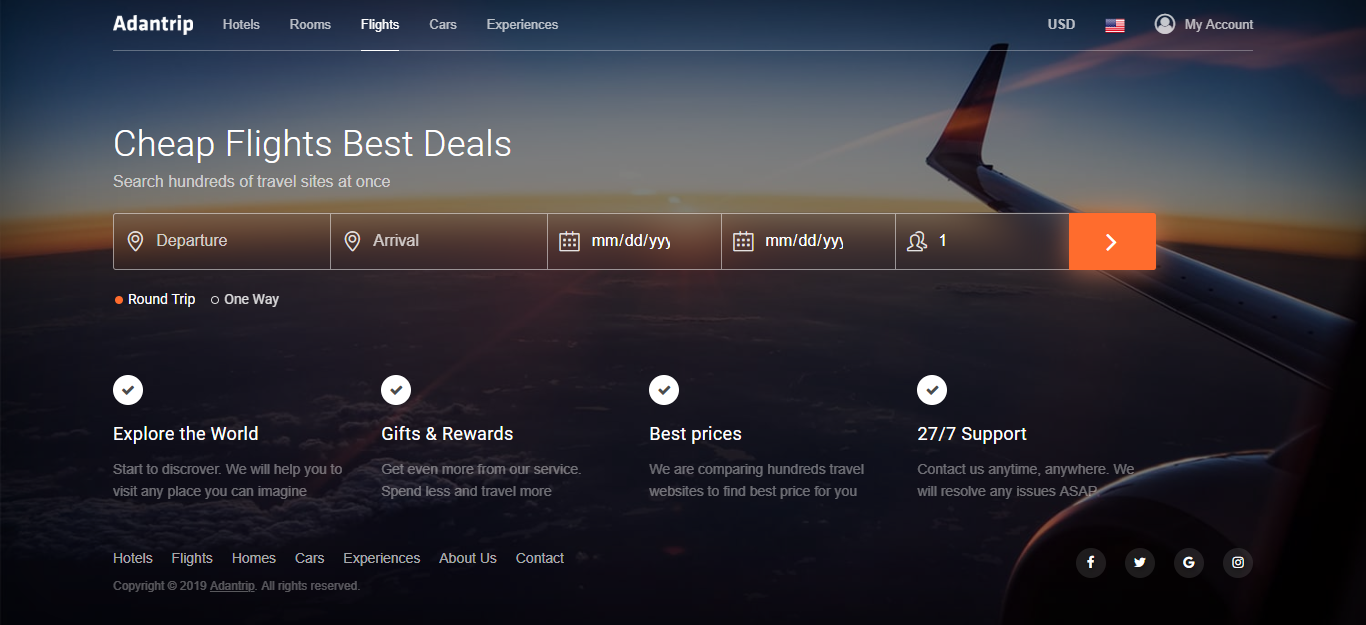 Adantrip Hotels Rooms Flights Cars Experiences USD My Account
Cheap Flights Best Deals
Search hundreds of travel sites at once
Departure Arrival mm/dd/yyy mm/dd/yyy 1
Round Trip One Way
Explore the World Gifts & Rewards Best prices 27/7 Support
Start to discrover. We will help you to Get even more from our service. We are comparing hundreds travel Contact us anytime, anywhere. We
visit any place you can imagine Spend less and travel more websites to find best price for you will resolve any issues ASAP
Hotels Flights Homes Cars Experiences About Us Contact
Copyright © 2019 Adantrip. All rights reserved.